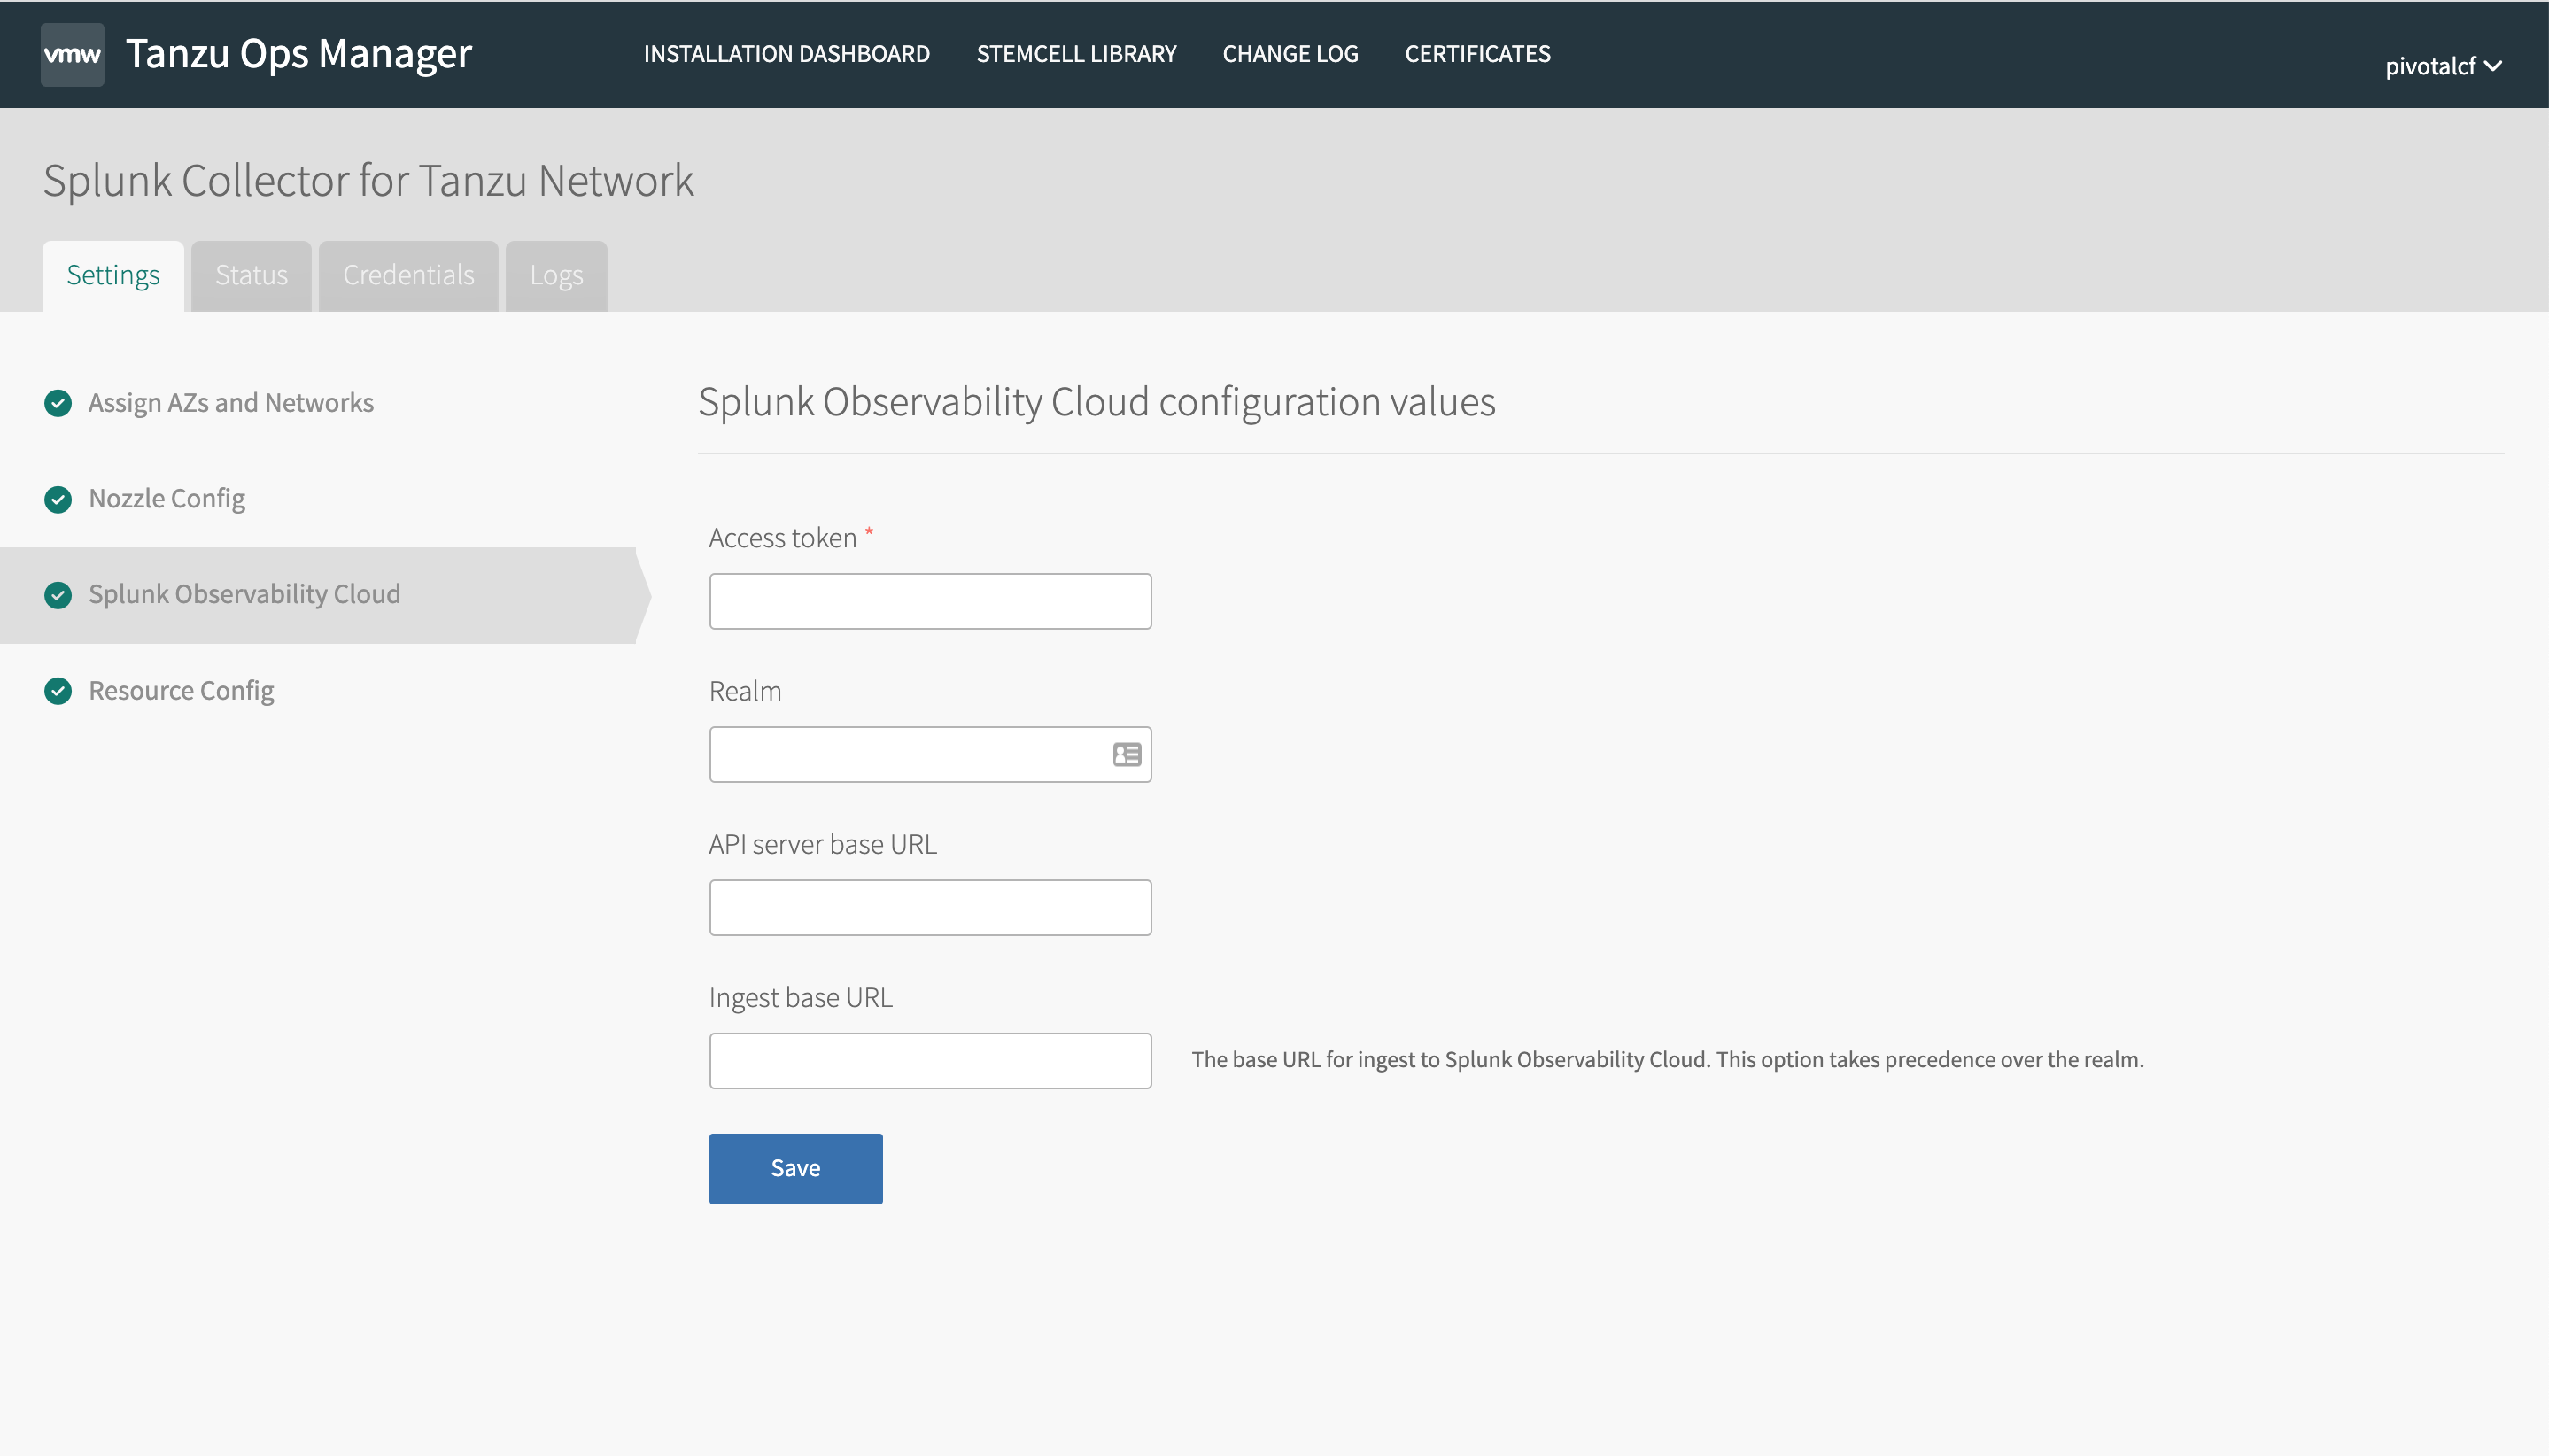 vmw Tanzu Ops Manager INSTALLATION DASHBOARD STEMCELL LIBRARY CHANGE LOG CERTIFICATES pivotalcf
Splunk Collector for Tanzu Network
Settings Status Credentials Logs
Assign AZs and Networks
Nozzle Config
Splunk Observability Cloud
Resource Config
Splunk Observability Cloud configuration values
Access token *
Realm
API server base URL
Ingest base URL
The base URL for ingest to Splunk Observability Cloud. This option takes precedence over the realm.
Save